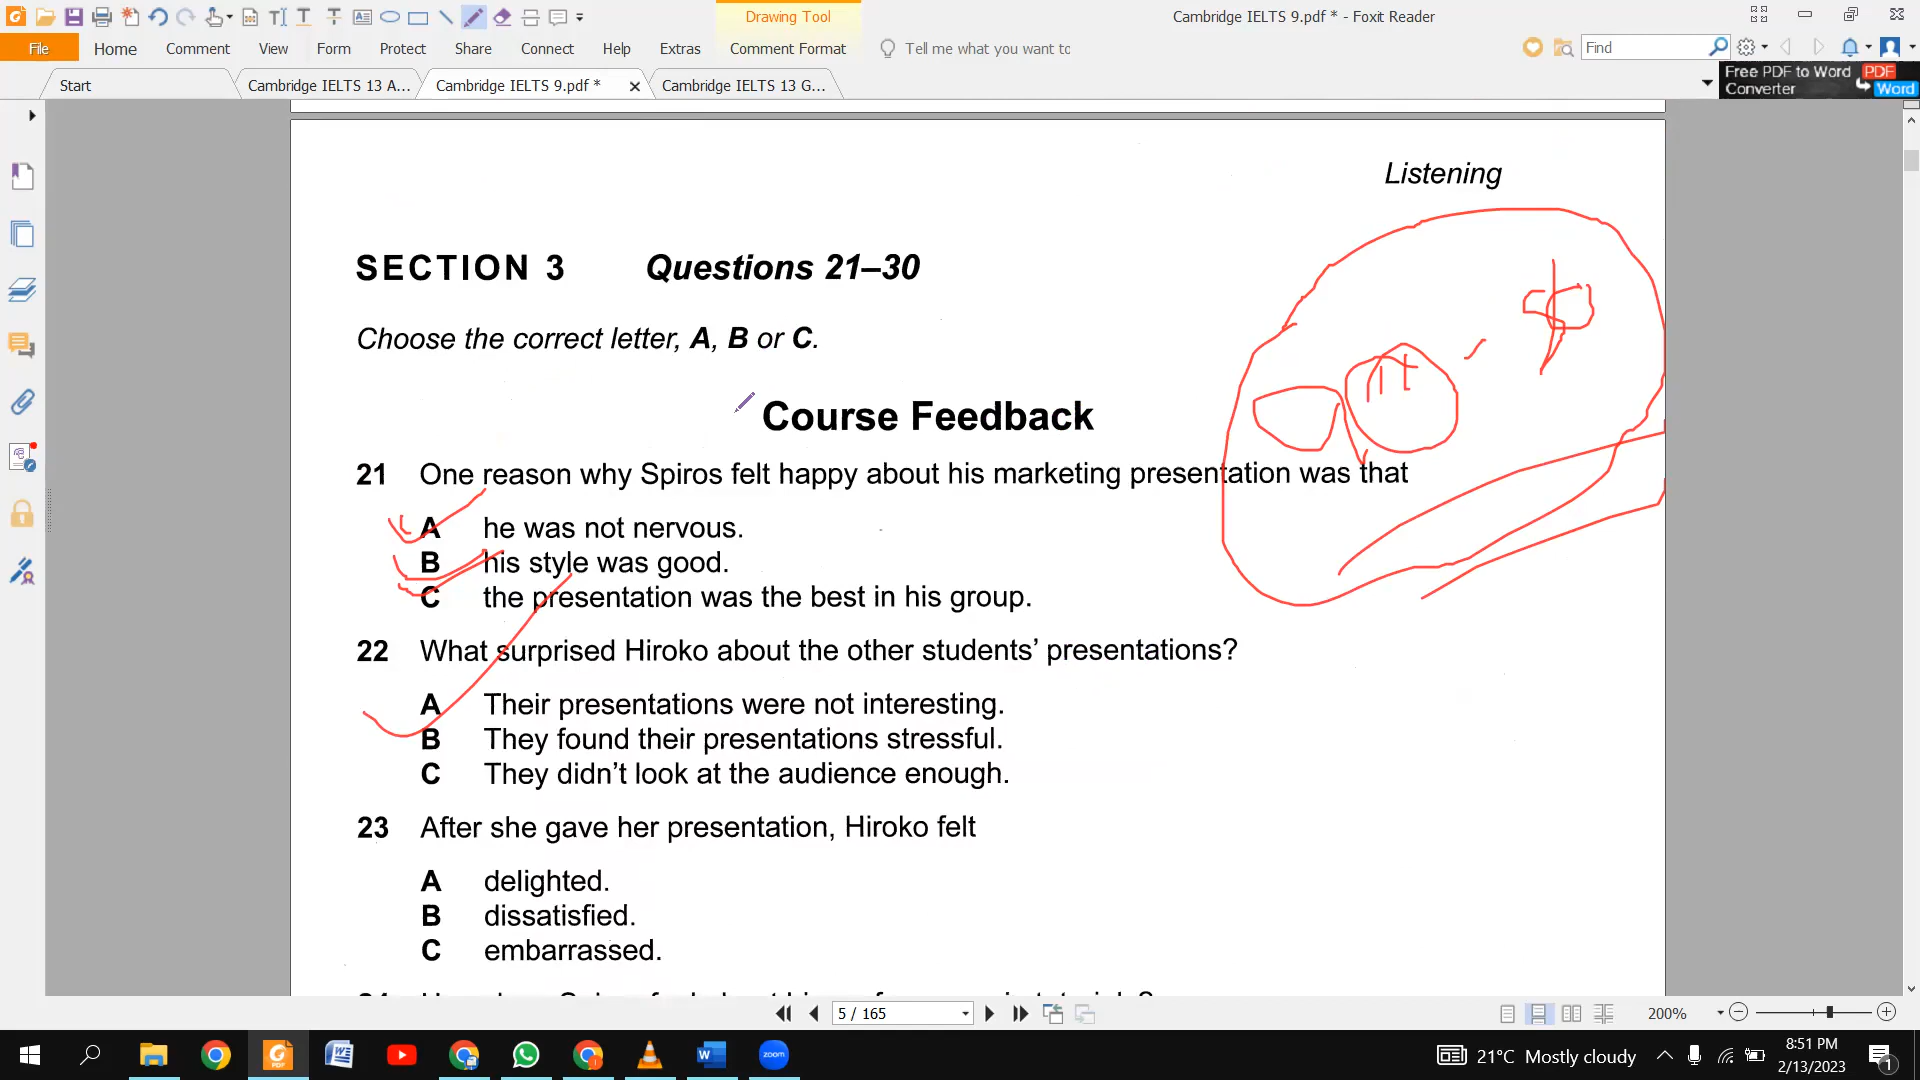 Drawing Tool
Cambridge IELTS 9.pdf * - Foxit Reader
File
Home
Comment
View
Form
Protect
Share
Connect
Help
Extras
Comment Format
Tell me what you want to
Find
Start
Cambridge IELTS 13 A...
Cambridge IELTS 9.pdf *
Cambridge IELTS 13 G...
Free PDF to Word
Converter
PDF
Word
Listening
SECTION 3 Questions 21–30
Choose the correct letter, A, B or C.
Course Feedback
21 One reason why Spiros felt happy about his marketing presentation was that
A he was not nervous.
B his style was good.
C the presentation was the best in his group.
22 What surprised Hiroko about the other students’ presentations?
A Their presentations were not interesting.
B They found their presentations stressful.
C They didn’t look at the audience enough.
23 After she gave her presentation, Hiroko felt
A delighted.
B dissatisfied.
C embarrassed.
5 / 165
200%
zoom
21°C Mostly cloudy
8:51 PM
2/13/2023
1